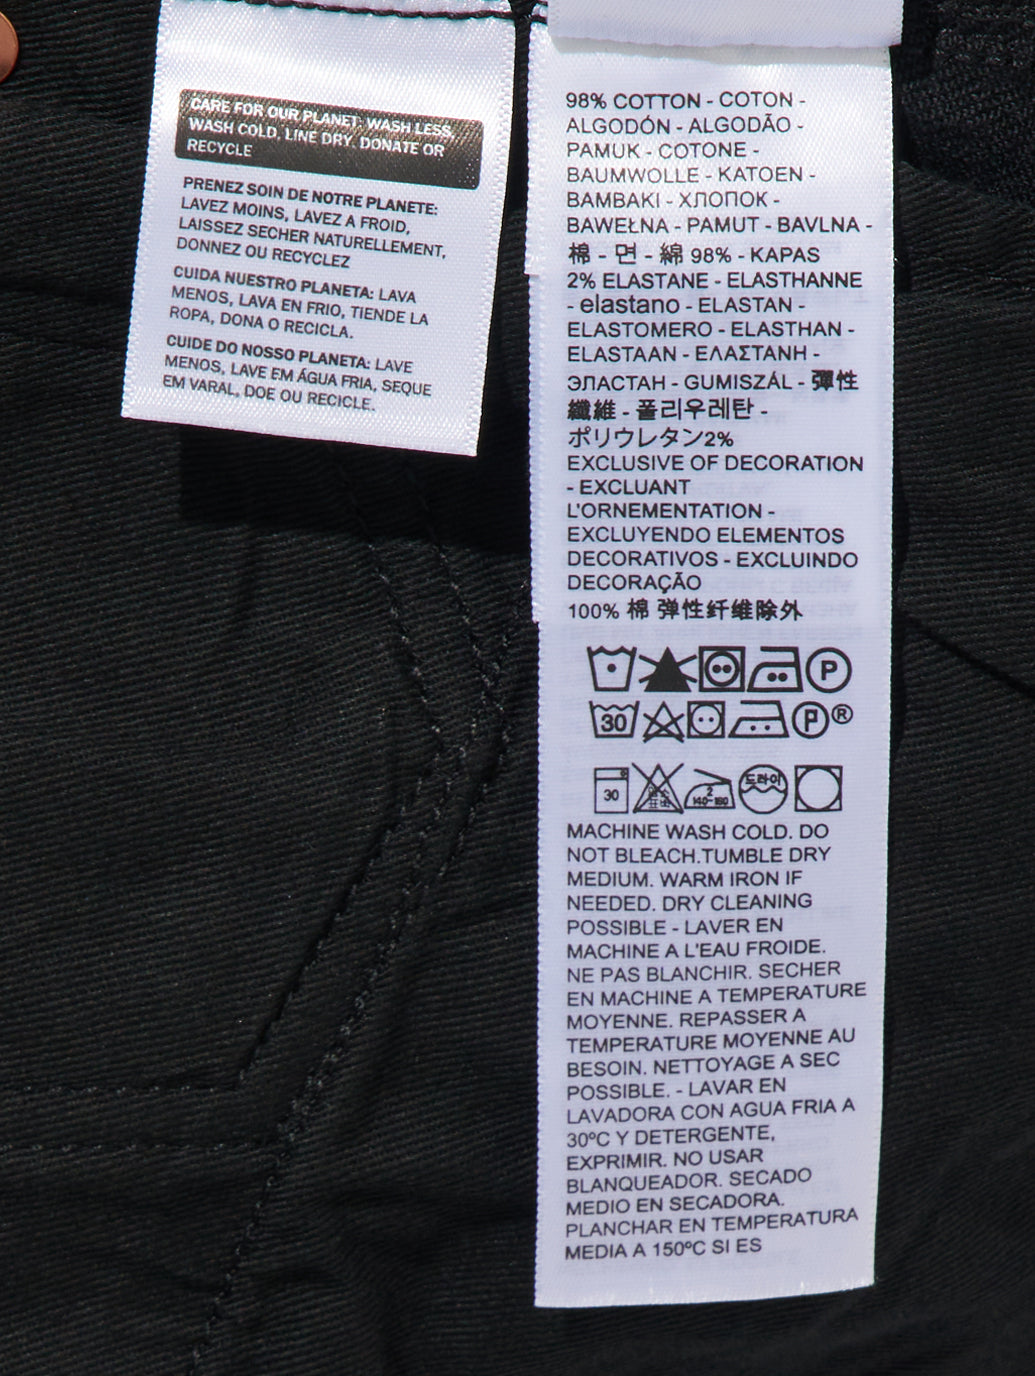 CARE FOR OUR PLANET: WASH LESS,
WASH COLD, LINE DRY. DONATE OR
RECYCLE
PRENEZ SOIN DE NOTRE PLANETE:
LAVEZ MOINS, LAVEZ A FROID,
LAISSEZ SECHER NATURELLEMENT,
DONNEZ OU RECYCLEZ
CUIDA NUESTRO PLANETA: LAVA
MENOS, LAVA EN FRIO, TIENDE LA
ROPA, DONA O RECICLA.
CUIDE DO NOSSO PLANETA: LAVE
MENOS, LAVE EM ÁGUA FRIA, SEQUE
EM VARAL, DOE OU RECICLE.
98% COTTON - COTON -
ALGODÓN - ALGODÃO -
PAMUK - COTONE -
BAUMWOLLE - KATOEN -
BAMBAKI - ХЛОПОК -
BAWEŁNA - PAMUT - BAVLNA -
棉 - 면 - 綿 98% - KAPAS
2% ELASTANE - ELASTHANNE
- elastano - ELASTAN -
ELASTOMERO - ELASTHAN -
ELASTAAN - ΕΛΑΣΤΑΝΗ -
ЭЛАСТАН - GUMISZÁL - 彈性
纖維 - 폴리우레탄 -
ポリウレタン2%
EXCLUSIVE OF DECORATION
- EXCLUANT
L'ORNEMENTATION -
EXCLUYENDO ELEMENTOS
DECORATIVOS - EXCLUINDO
DECORAÇÃO
100% 棉 弹性纤维除外
P
30 P®
30 2 140-160 드라이
MACHINE WASH COLD. DO
NOT BLEACH.TUMBLE DRY
MEDIUM. WARM IRON IF
NEEDED. DRY CLEANING
POSSIBLE - LAVER EN
MACHINE A L'EAU FROIDE.
NE PAS BLANCHIR. SECHER
EN MACHINE A TEMPERATURE
MOYENNE. REPASSER A
TEMPERATURE MOYENNE AU
BESOIN. NETTOYAGE A SEC
POSSIBLE. - LAVAR EN
LAVADORA CON AGUA FRIA A
30ºC Y DETERGENTE,
EXPRIMIR. NO USAR
BLANQUEADOR. SECADO
MEDIO EN SECADORA.
PLANCHAR EN TEMPERATURA
MEDIA A 150ºC SI ES